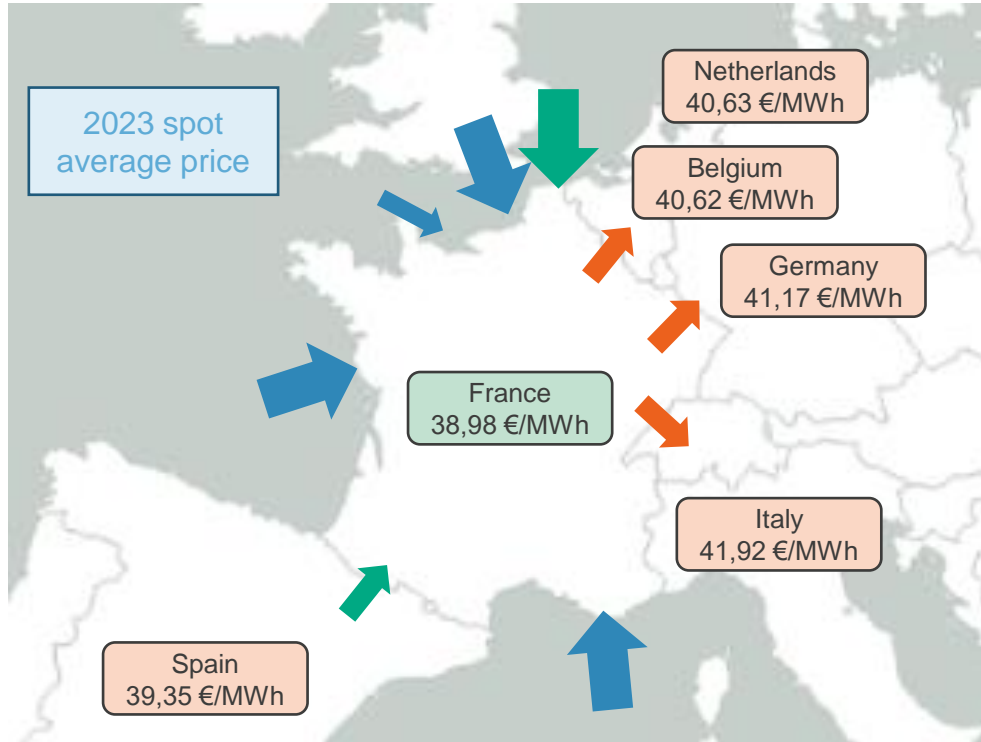 2023 spot
average price
Netherlands
40,63 €/MWh
Belgium
40,62 €/MWh
Germany
41,17 €/MWh
France
38,98 €/MWh
Italy
41,92 €/MWh
Spain
39,35 €/MWh